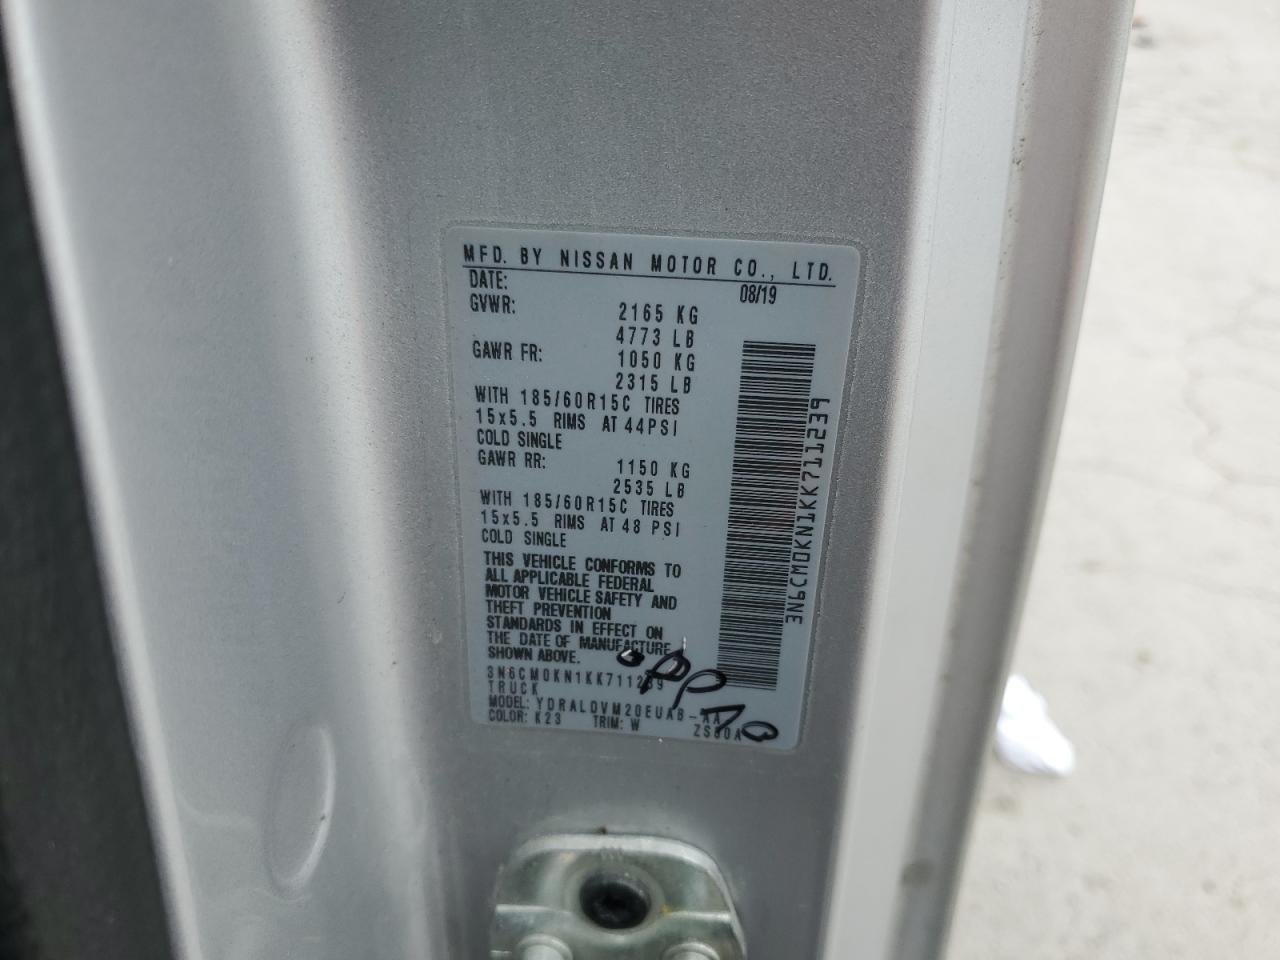 MFD. BY NISSAN MOTOR CO., LTD.
DATE: 08/19
GVWR: 2165 KG
4773 LB
GAWR FR: 1050 KG
2315 LB
WITH 185/60R15C TIRES
15x5.5 RIMS AT 44PSI
COLD SINGLE
GAWR RR: 1150 KG
2535 LB
WITH 185/60R15C TIRES
15x5.5 RIMS AT 48 PSI
COLD SINGLE
THIS VEHICLE CONFORMS TO
ALL APPLICABLE FEDERAL
MOTOR VEHICLE SAFETY AND
THEFT PREVENTION
STANDARDS IN EFFECT ON
THE DATE OF MANUFACTURE
SHOWN ABOVE.
3N6CM0KN1KK711239
TRUCK
MODEL: YDRALDVM20EUAB-AA
COLOR: K23 TRIM: W
3N6CM0KN1KK711239